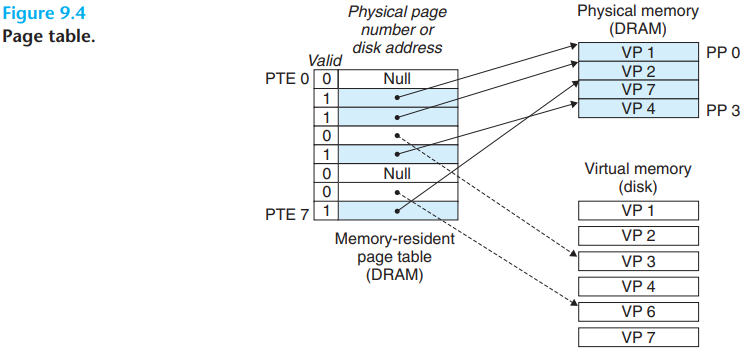 Figure 9.4
Page table.
Physical page
number or
disk address
Valid
PTE 0 0 Null
1
1
0
1
0 Null
0
PTE 7 1
Memory-resident
page table
(DRAM)
Physical memory
(DRAM)
VP 1 PP 0
VP 2
VP 7
VP 4 PP 3
Virtual memory
(disk)
VP 1
VP 2
VP 3
VP 4
VP 6
VP 7